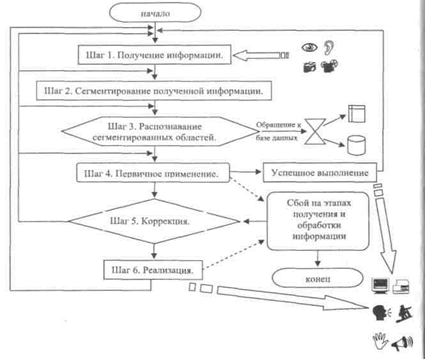 начало
Шаг 1. Получение информации.
Шаг 2. Сегментирование полученной информации.
Шаг 3. Распознавание
сегментированных областей.
Обращение к
базе данных
Шаг 4. Первичное применение.
Успешное выполнение
Шаг 5. Коррекция.
Сбой на этапах
получения и
обработки
информации
Шаг 6. Реализация.
конец